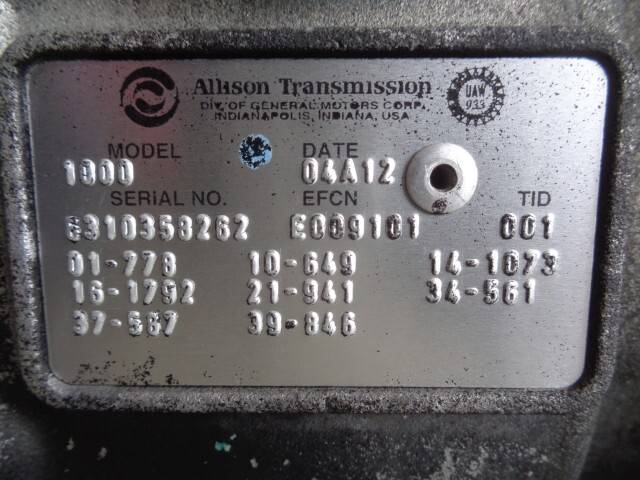 Allison Transmission
DIV. OF GENERAL MOTORS CORP.
INDIANAPOLIS, INDIANA, USA
UAW
933
MODEL DATE
1000 04A12
SERIAL NO. EFCN TID
6310358262 E009101 001
01-778 10-649 14-1073
16-1792 21-941 34-561
37-567 39-846